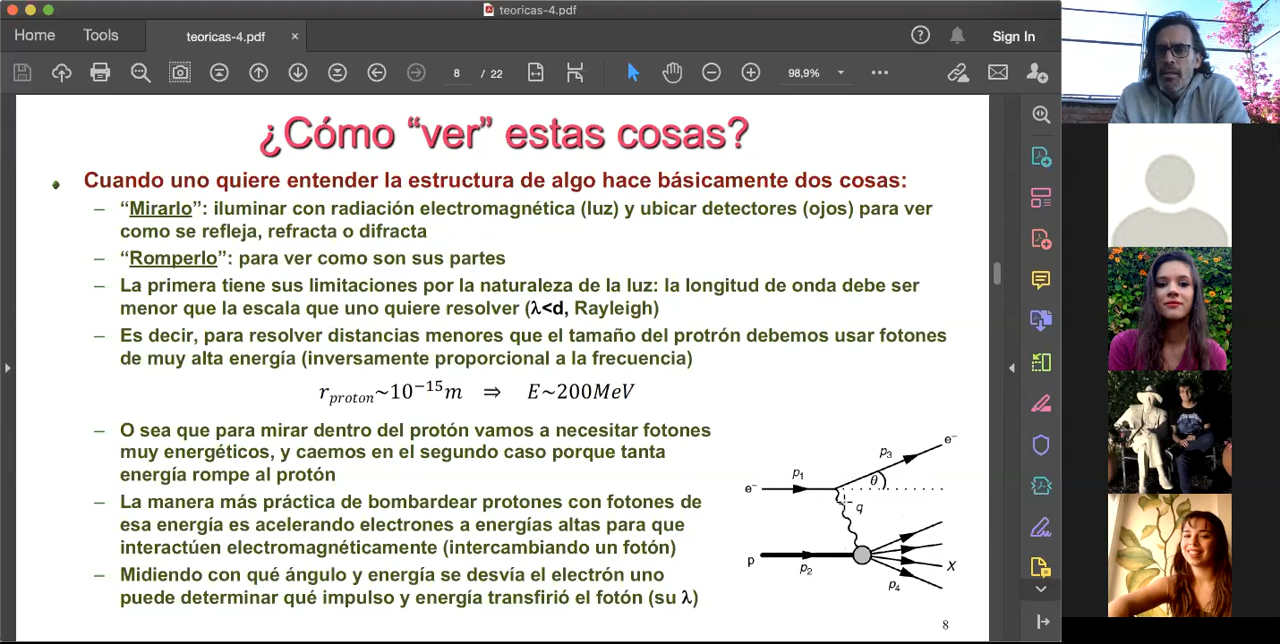 teoricas-4.pdf
Home
Tools
teoricas-4.pdf
×
Sign In
8 / 22
98,9%
¿Cómo “ver” estas cosas?
Cuando uno quiere entender la estructura de algo hace básicamente dos cosas:
– “Mirarlo”: iluminar con radiación electromagnética (luz) y ubicar detectores (ojos) para ver
como se refleja, refracta o difracta
– “Romperlo”: para ver como son sus partes
– La primera tiene sus limitaciones por la naturaleza de la luz: la longitud de onda debe ser
menor que la escala que uno quiere resolver (λ<d, Rayleigh)
– Es decir, para resolver distancias menores que el tamaño del protrón debemos usar fotones
de muy alta energía (inversamente proporcional a la frecuencia)
r_proton~10⁻¹⁵m ⇒ E~200MeV
– O sea que para mirar dentro del protón vamos a necesitar fotones
muy energéticos, y caemos en el segundo caso porque tanta
energía rompe al protón
– La manera más práctica de bombardear protones con fotones de
esa energía es acelerando electrones a energías altas para que
interactúen electromagnéticamente (intercambiando un fotón)
– Midiendo con qué ángulo y energía se desvía el electrón uno
puede determinar qué impulso y energía transfirió el fotón (su λ)
e⁻
p₃
p₁
θ
e⁻
q
p
p₂
X
p₄
8